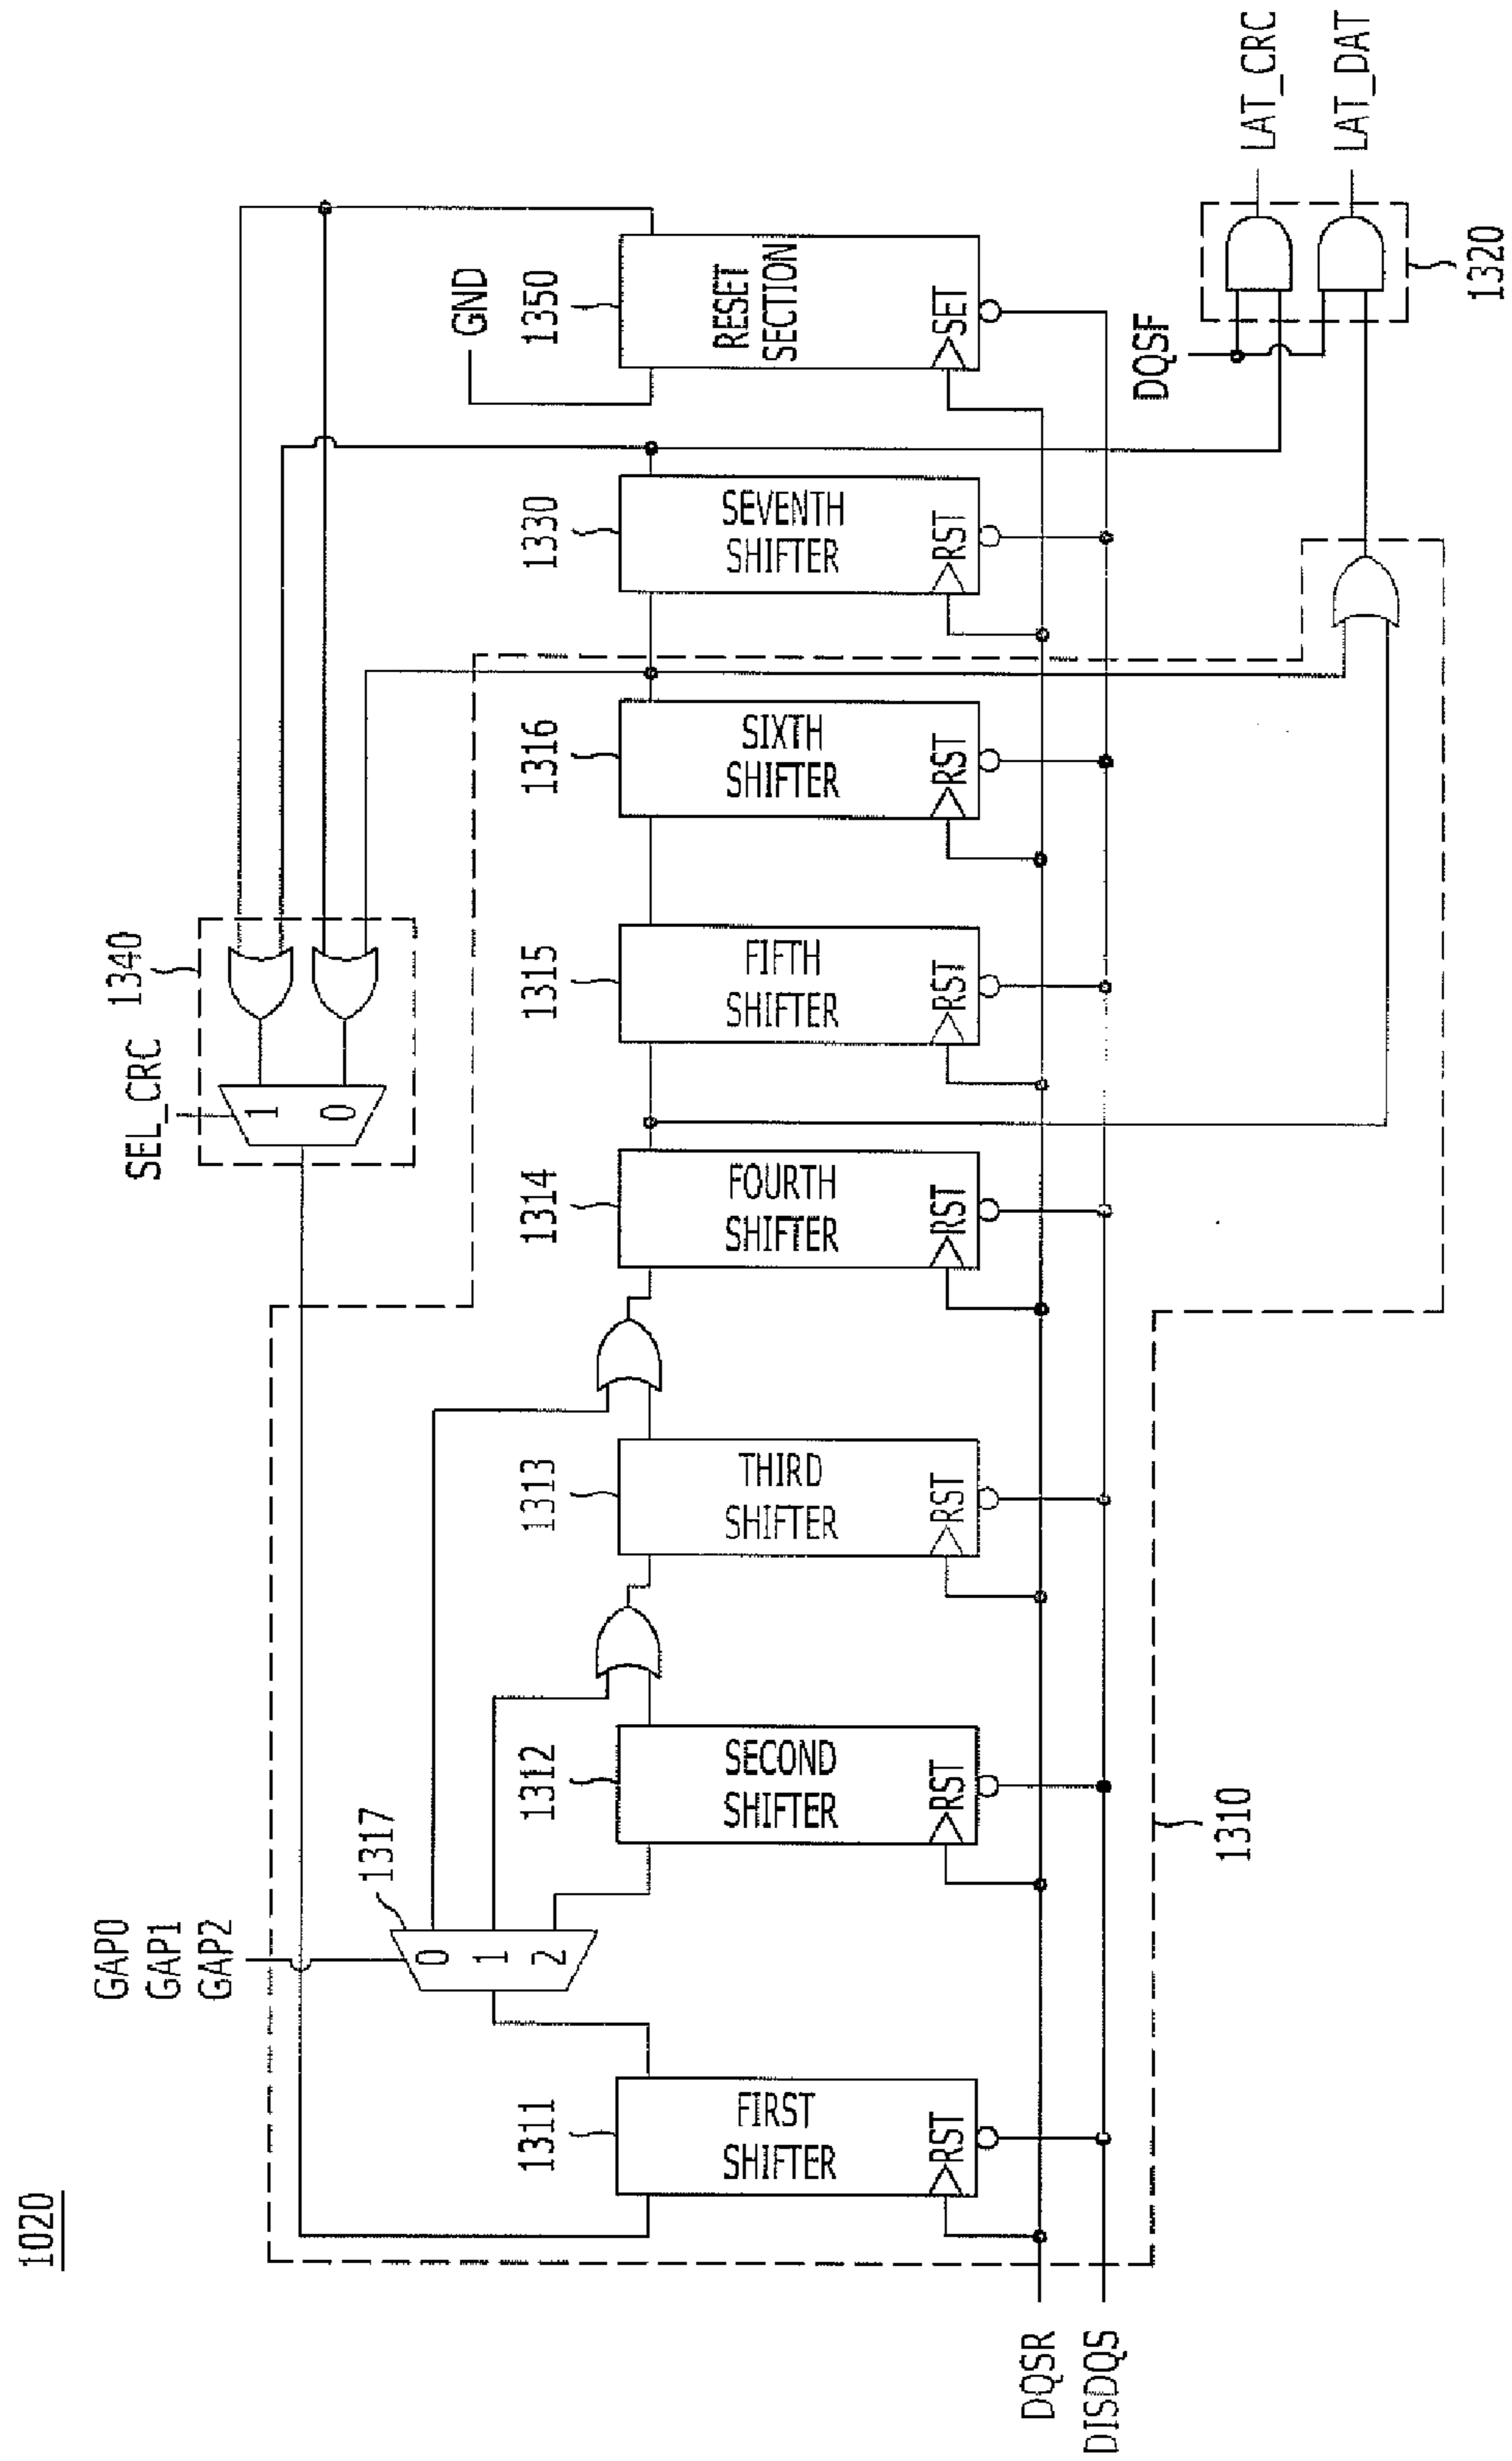 1020
GAP0
GAP1
GAP2
SEL_CRC
1340
1317
0
1
2
1
0
GND
1311
FIRST
SHIFTER
RST
1312
SECOND
SHIFTER
RST
1313
THIRD
SHIFTER
RST
1314
FOURTH
SHIFTER
RST
1315
FIFTH
SHIFTER
RST
1316
SIXTH
SHIFTER
RST
1330
SEVENTH
SHIFTER
RST
1350
RESET
SECTION
SET
DQSR
DISDQS
1310
DQSF
1320
LAT_CRC
LAT_DAT